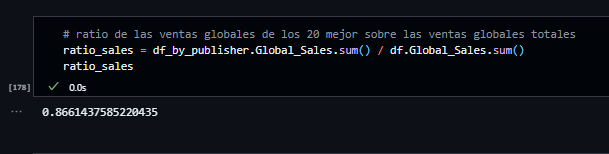 # ratio de las ventas globales de los 20 mejor sobre las ventas globales totales
ratio_sales = df_by_publisher.Global_Sales.sum() / df.Global_Sales.sum()
ratio_sales
[178]
0.0s
...
0.8661437585220435